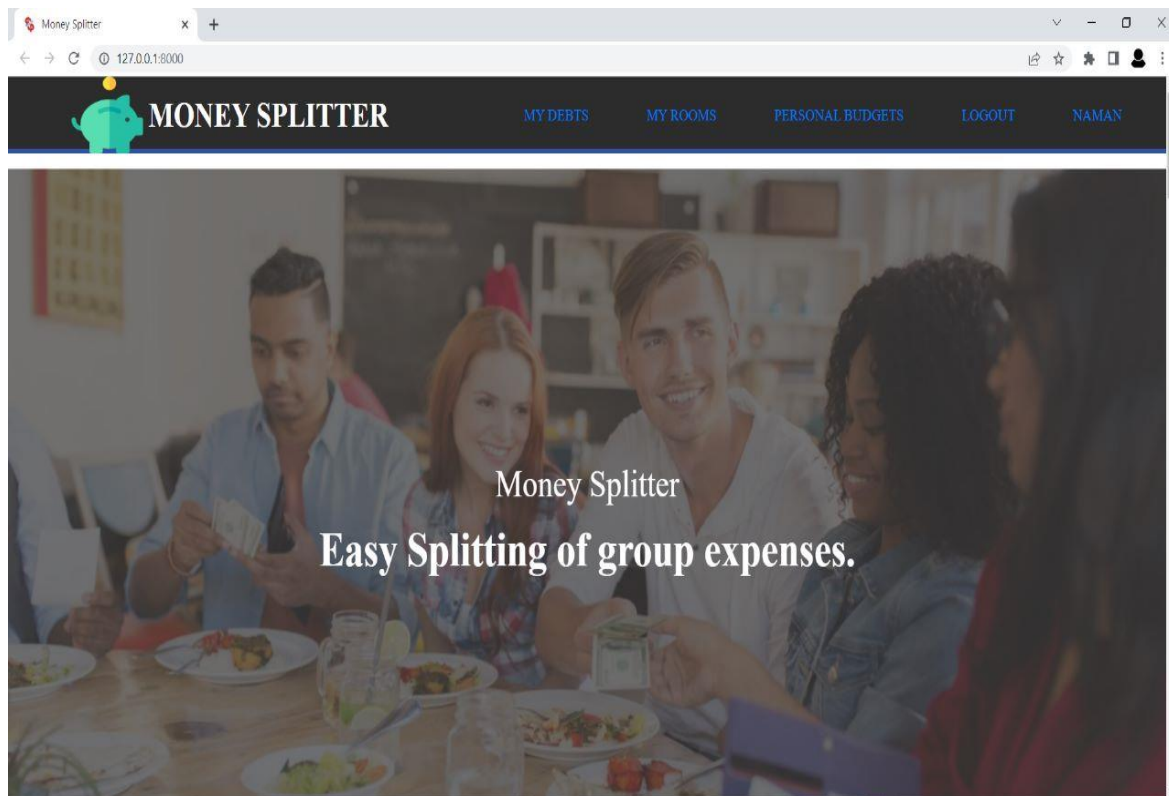 Money Splitter
127.0.0.1:8000
MONEY SPLITTER
MY DEBTS MY ROOMS PERSONAL BUDGETS LOGOUT NAMAN
Money Splitter
Easy Splitting of group expenses.